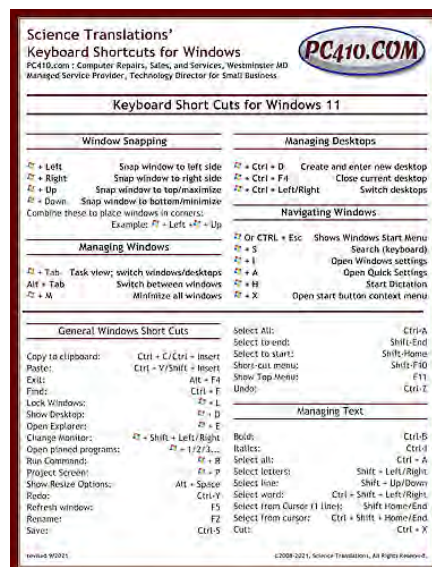 Science Translations'
Keyboard Shortcuts for Windows
PC410.com : Computer Repairs, Sales, and Services, Westminster MD
Managed Service Provider, Technology Director for Small Business
PC410.COM
Keyboard Short Cuts for Windows 11
Window Snapping
+ Left Snap window to left side
+ Right Snap window to right side
+ Up Snap window to top/maximize
+ Down Snap window to bottom/minimize
Combine these to place windows in corners:
Example: + Left + + Up
Managing Windows
+ Tab Task view; switch windows/desktops
Alt + Tab Switch between windows
+ M Minimize all windows
Managing Desktops
+ Ctrl + D Create and enter new desktop
+ Ctrl + F4 Close current desktop
+ Ctrl + Left/Right Switch desktops
Navigating Windows
Or CTRL + Esc Shows Windows Start Menu
+ S Search (keyboard)
+ I Open Windows settings
+ A Open Quick Settings
+ H Start Dictation
+ X Open start button context menu
General Windows Short Cuts
Copy to clipboard: Ctrl + C/Ctrl + Insert
Paste: Ctrl + V/Shift + Insert
Exit: Alt + F4
Find: Ctrl + F
Lock Windows: + L
Show Desktop: + D
Open Explorer: + E
Change Monitor: + Shift + Left/Right
Open pinned programs: + 1/2/3...
Run Command: + R
Project Screen: + P
Show Resize Options: Alt + Space
Redo: Ctrl-Y
Refresh window: F5
Rename: F2
Save: Ctrl-S
Select All: Ctrl-A
Select to end: Shift-End
Select to start: Shift-Home
Short-cut menu: Shift-F10
Show Top Menu: F11
Undo: Ctrl-Z
Managing Text
Bold: Ctrl-B
Italics: Ctrl-I
Select all: Ctrl + A
Select letters: Shift + Left/Right
Select line: Shift + Up/Down
Select word: Ctrl + Shift + Left/Right
Select from Cursor (1 line): Shift Home/End
Select from cursor: Ctrl + Shift + Home/End
Cut: Ctrl + X
revised 9/2021
©2008-2021, Science Translations, All Rights Reserved.